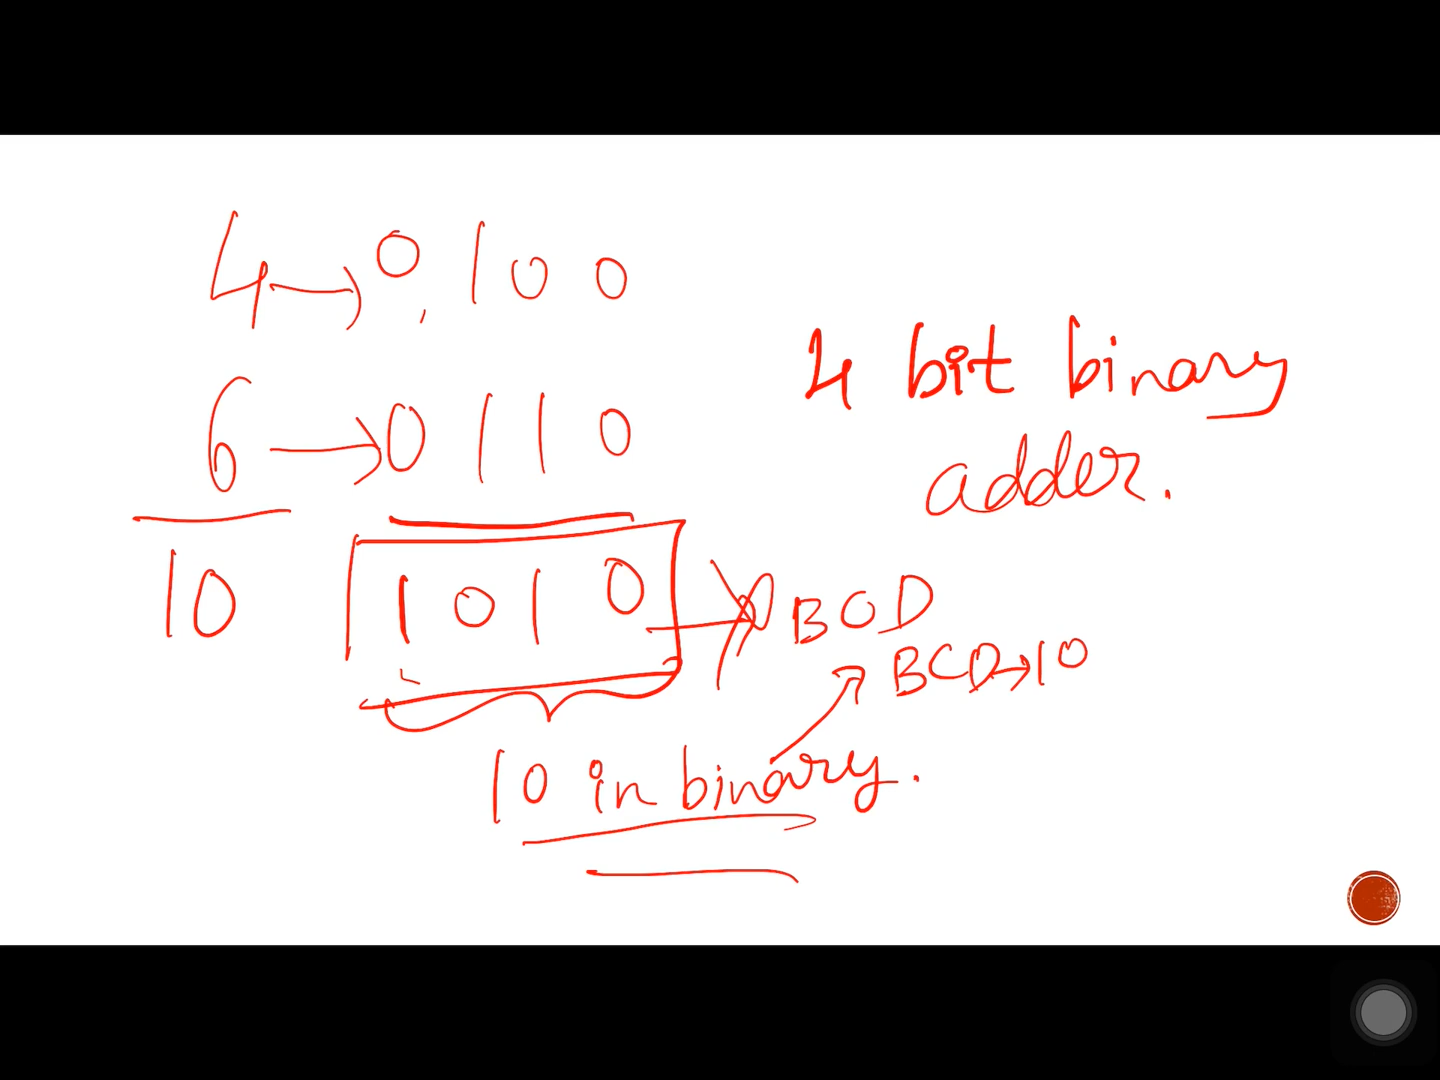 4 → 0 1 0 0
6 → 0 1 1 0
10 1 0 1 0
4 bit binary
adder.
BCD
BCD → 10
10 in binary.